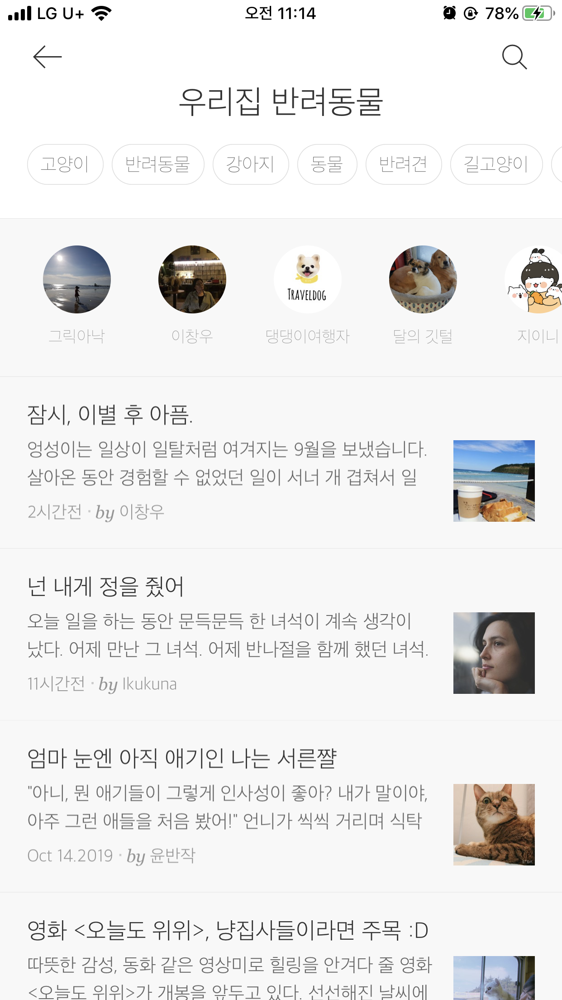 LG U+ 오전 11:14 78%
우리집 반려동물
고양이 반려동물 강아지 동물 반려견 길고양이
TRAVELDOG
그릭아낙 이창우 댕댕이여행자 달의 깃털 지이니
잠시, 이별 후 아픔.
엉성이는 일상이 일탈처럼 여겨지는 9월을 보냈습니다.
살아온 동안 경험할 수 없었던 일이 서너 개 겹쳐서 일
2시간전 · by 이창우
넌 내게 정을 줬어
오늘 일을 하는 동안 문득문득 한 녀석이 계속 생각이
났다. 어제 만난 그 녀석. 어제 반나절을 함께 했던 녀석.
11시간전 · by Ikukuna
엄마 눈엔 아직 애기인 나는 서른쨜
"아니, 뭔 애기들이 그렇게 인사성이 좋아? 내가 말이야,
아주 그런 애들을 처음 봤어!" 언니가 씩씩 거리며 식탁
Oct 14.2019 · by 윤반작
영화 <오늘도 위위>, 냥집사들이라면 주목 :D
따뜻한 감성, 동화 같은 영상미로 힐링을 안겨다 줄 영화
<오늘도 위위>가 개봉을 앞두고 있다. 선선해진 날씨에